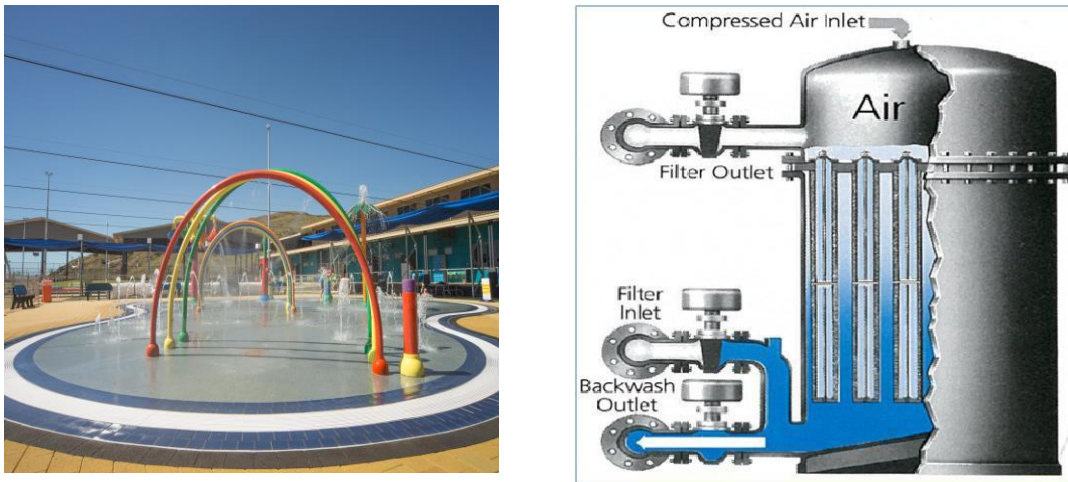 Compressed Air Inlet
Air
Filter Outlet
Filter
Inlet
Backwash
Outlet